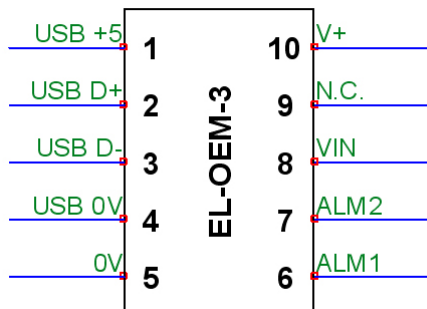 USB +5 1 10 V+
USB D+ 2 9 N.C.
USB D- 3 8 VIN
USB 0V 4 7 ALM2
0V 5 6 ALM1
EL-OEM-3